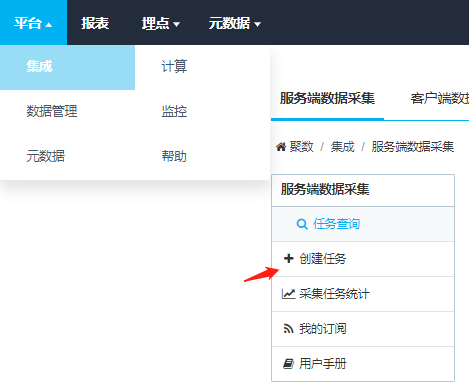 平台 报表 埋点 元数据
集成 计算
数据管理 监控
元数据 帮助
服务端数据采集 客户端数
聚数 / 集成 / 服务端数据采集
服务端数据采集
任务查询
创建任务
采集任务统计
我的订阅
用户手册